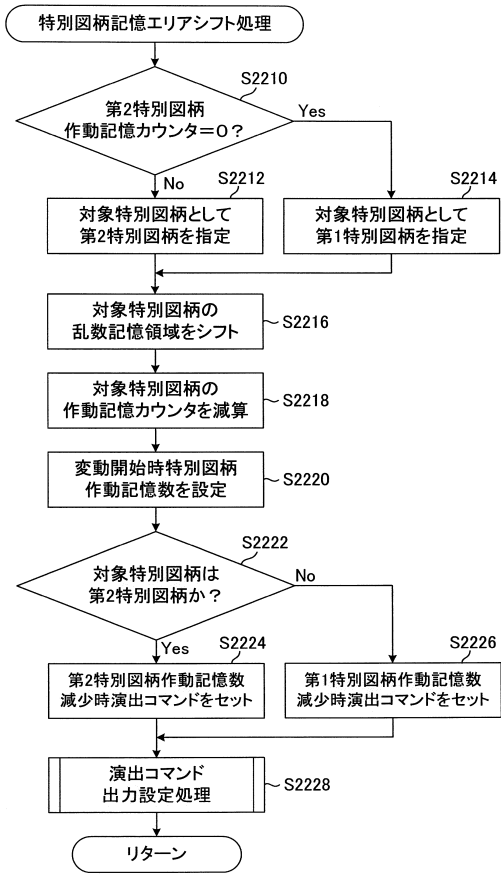 特別図柄記憶エリアシフト処理
S2210
第2特別図柄
作動記憶カウンタ=0？
Yes
No
S2212
対象特別図柄として
第2特別図柄を指定
S2214
対象特別図柄として
第1特別図柄を指定
対象特別図柄の
乱数記憶領域をシフト
S2216
対象特別図柄の
作動記憶カウンタを減算
S2218
変動開始時特別図柄
作動記憶数を設定
S2220
S2222
対象特別図柄は
第2特別図柄か？
No
Yes
S2224
第2特別図柄作動記憶数
減少時演出コマンドをセット
S2226
第1特別図柄作動記憶数
減少時演出コマンドをセット
演出コマンド
出力設定処理
S2228
リターン